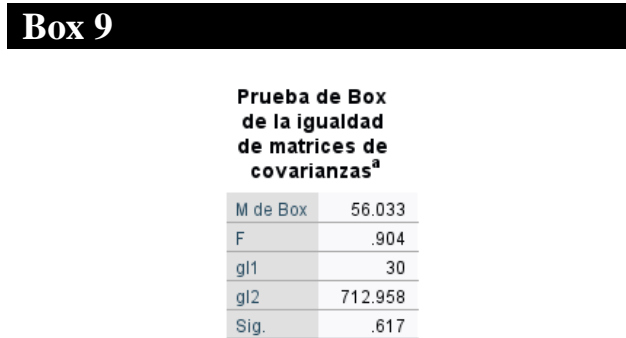 Box 9
Prueba de Box
de la igualdad
de matrices de
covarianzasª
M de Box 56.033
F .904
gl1 30
gl2 712.958
Sig. .617